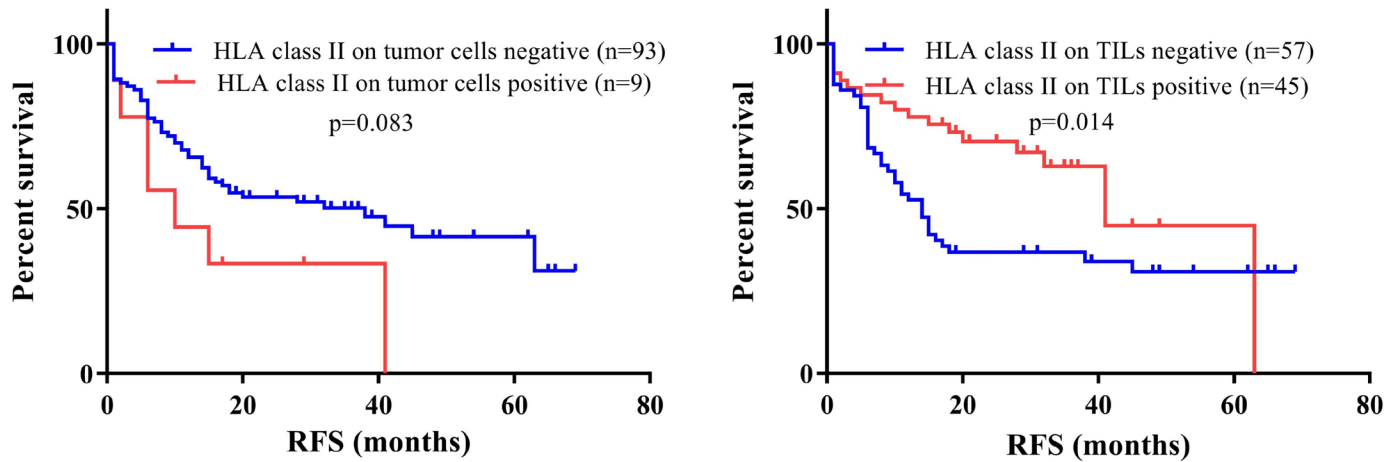 HLA class II on tumor cells negative (n=93)
HLA class II on tumor cells positive (n=9)
p=0.083
Percent survival
100
50
0
0 20 40 60 80
RFS (months)
HLA class II on TILs negative (n=57)
HLA class II on TILs positive (n=45)
p=0.014
Percent survival
100
50
0
0 20 40 60 80
RFS (months)